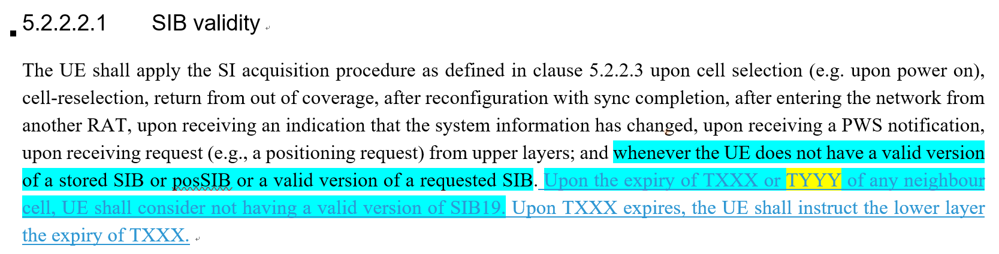 5.2.2.2.1 SIB validity
The UE shall apply the SI acquisition procedure as defined in clause 5.2.2.3 upon cell selection (e.g. upon power on),
cell-reselection, return from out of coverage, after reconfiguration with sync completion, after entering the network from
another RAT, upon receiving an indication that the system information has changed, upon receiving a PWS notification,
upon receiving request (e.g., a positioning request) from upper layers; and whenever the UE does not have a valid version
of a stored SIB or posSIB or a valid version of a requested SIB. Upon the expiry of TXXX or TYYY of any neighbour
cell, UE shall consider not having a valid version of SIB19. Upon TXXX expires, the UE shall instruct the lower layer
the expiry of TXXX.